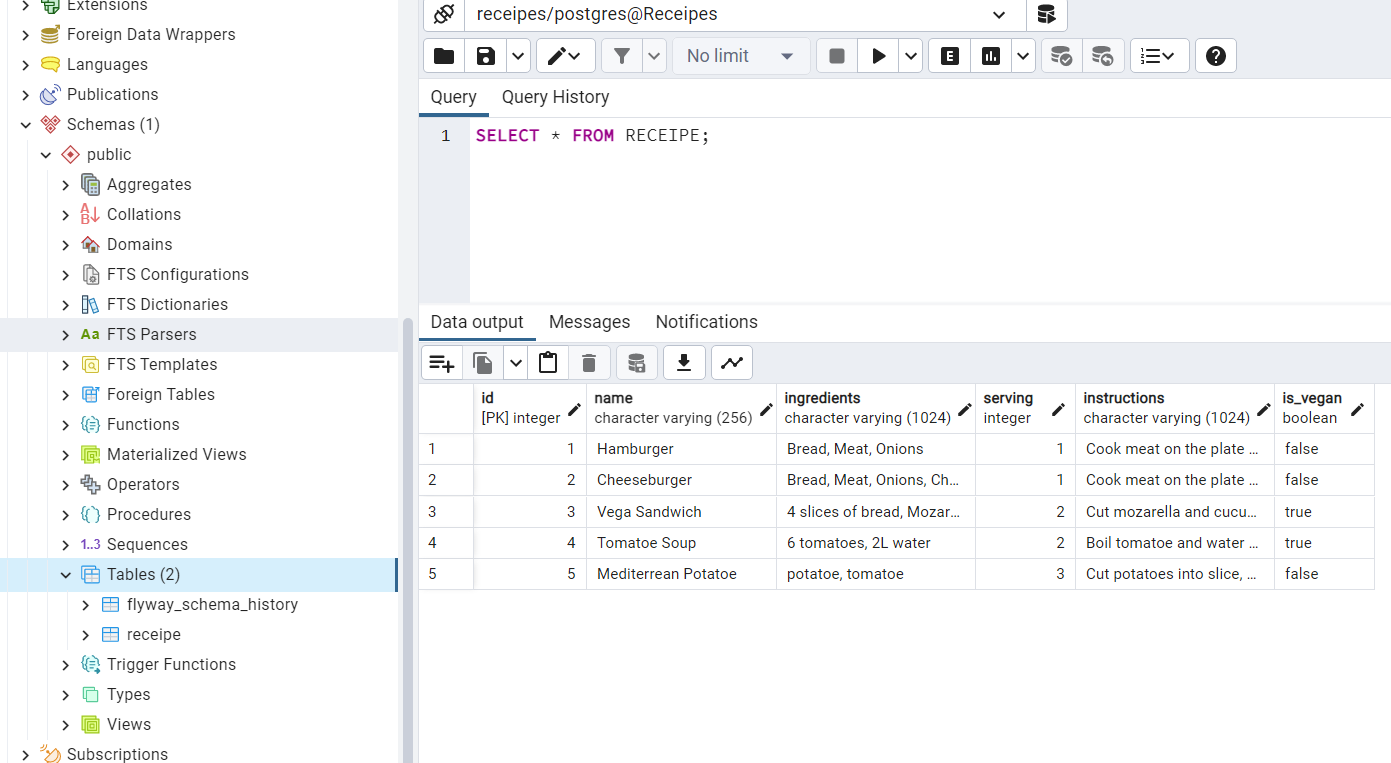 Extensions
Foreign Data Wrappers
Languages
Publications
Schemas (1)
public
Aggregates
Collations
Domains
FTS Configurations
FTS Dictionaries
Aa FTS Parsers
FTS Templates
Foreign Tables
Functions
Materialized Views
Operators
Procedures
1..3 Sequences
Tables (2)
flyway_schema_history
receipe
Trigger Functions
Types
Views
Subscriptions
receipes/postgres@Receipes
No limit
E
Query Query History
1 SELECT * FROM RECEIPE;
Data output Messages Notifications
id name ingredients serving instructions is_vegan
[PK] integer character varying (256) character varying (1024) integer character varying (1024) boolean
1 1 Hamburger Bread, Meat, Onions 1 Cook meat on the plate … false
2 2 Cheeseburger Bread, Meat, Onions, Ch… 1 Cook meat on the plate … false
3 3 Vega Sandwich 4 slices of bread, Mozar… 2 Cut mozarella and cucu… true
4 4 Tomatoe Soup 6 tomatoes, 2L water 2 Boil tomatoe and water … true
5 5 Mediterrean Potatoe potatoe, tomatoe 3 Cut potatoes into slice, … false